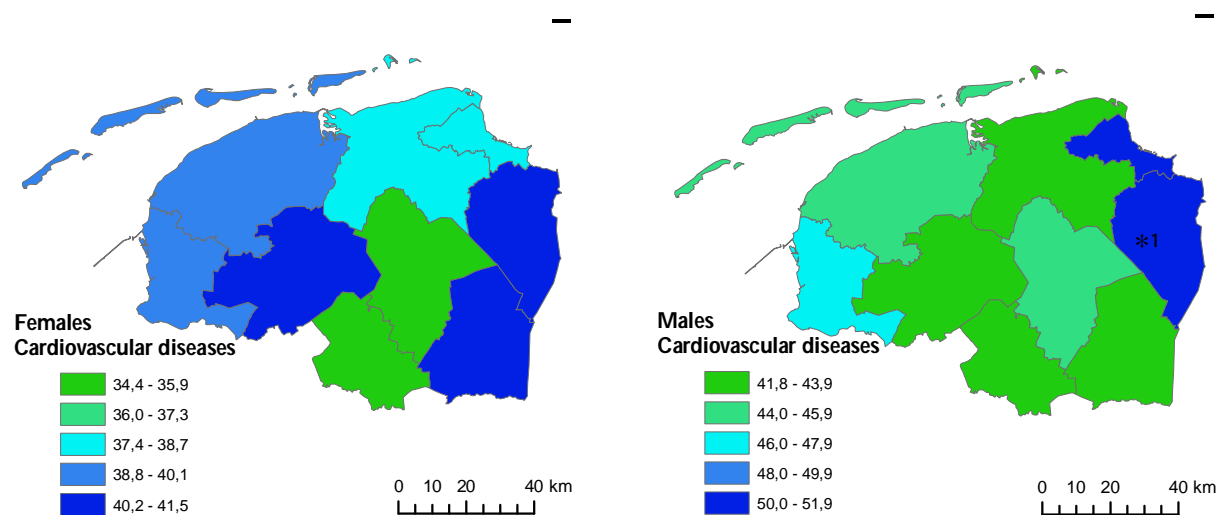 Females
Cardiovascular diseases
34,4 - 35,9
36,0 - 37,3
37,4 - 38,7
38,8 - 40,1
40,2 - 41,5
0 10 20 40 km
*1
Males
Cardiovascular diseases
41,8 - 43,9
44,0 - 45,9
46,0 - 47,9
48,0 - 49,9
50,0 - 51,9
0 10 20 40 km